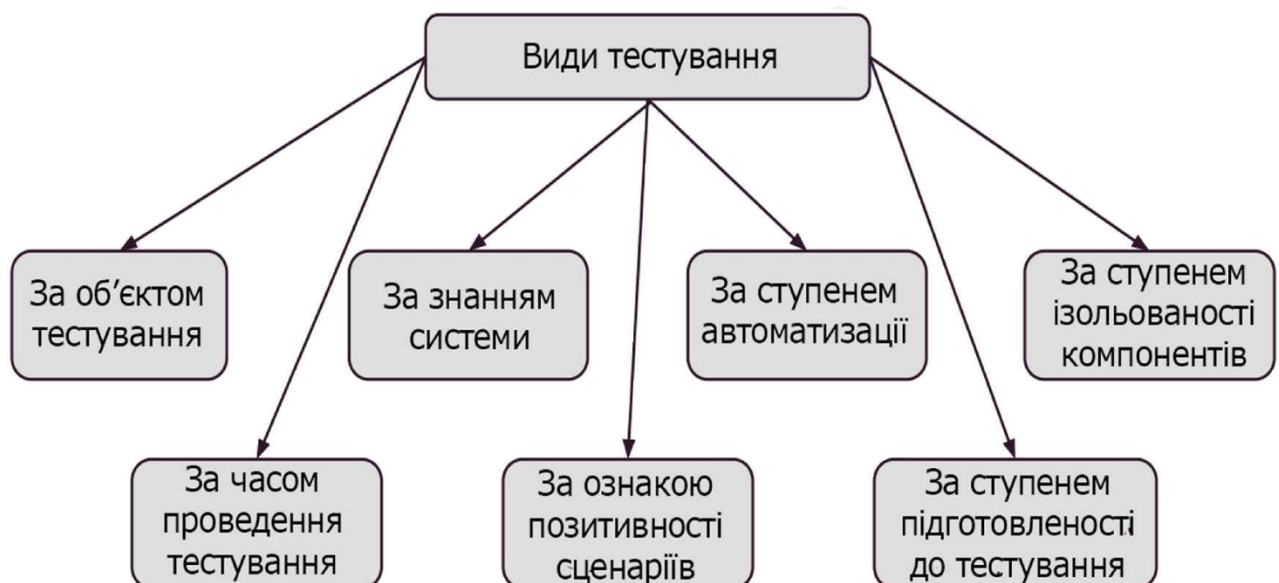 Види тестування
За об’єктом
тестування
За знанням
системи
За ступенем
автоматизації
За ступенем
ізольованості
компонентів
За часом
проведення
тестування
За ознакою
позитивності
сценаріїв
За ступенем
підготовленості
до тестування